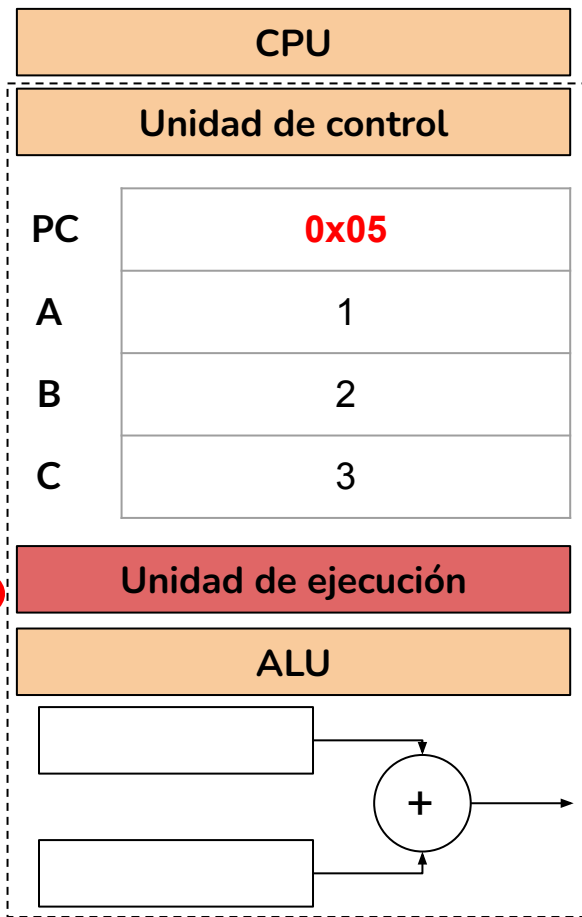 CPU
Unidad de control
PC 0x05
A 1
B 2
C 3
Unidad de ejecución
ALU
+